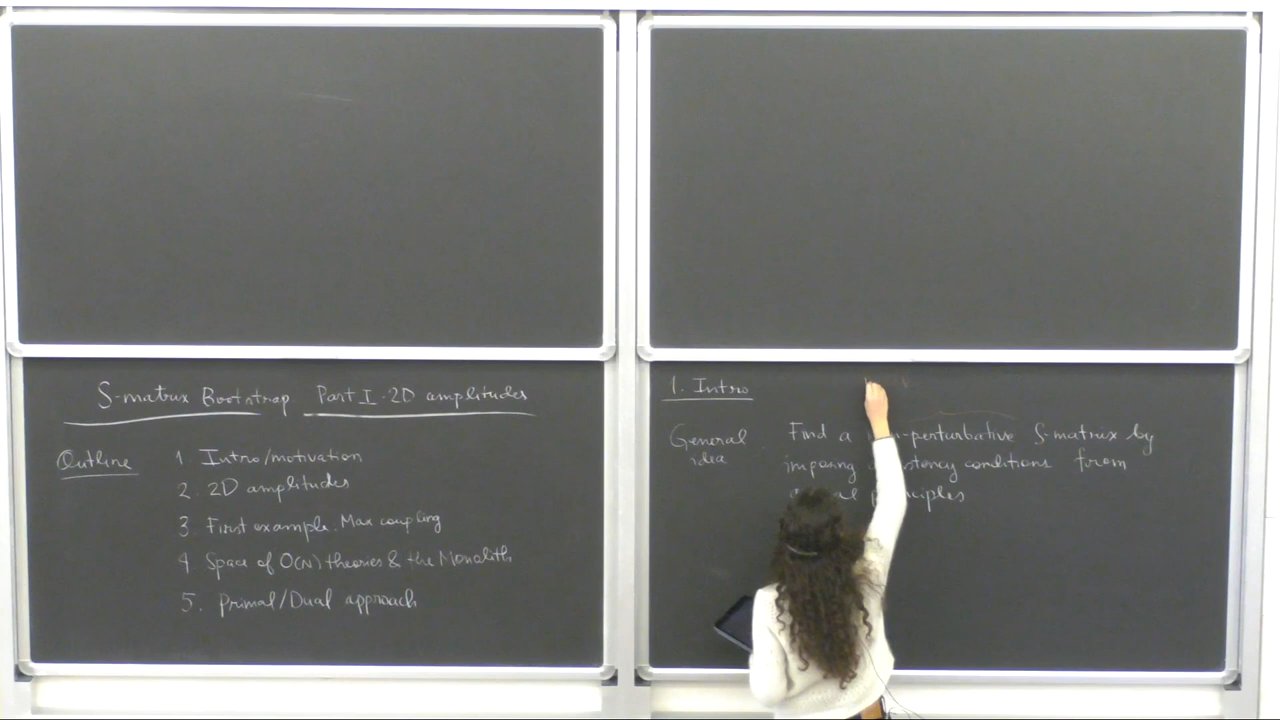 S-matrix Bootstrap Part I. 2D amplitudes
Outline
1 Intro/motivation
2. 2D amplitudes
3. First example. Max coupling
4. Space of O(N) theories & the Monolith
5. Primal/Dual approach
1. Intro
General idea
Find a -perturbative S-matrix by
imposing conditions from